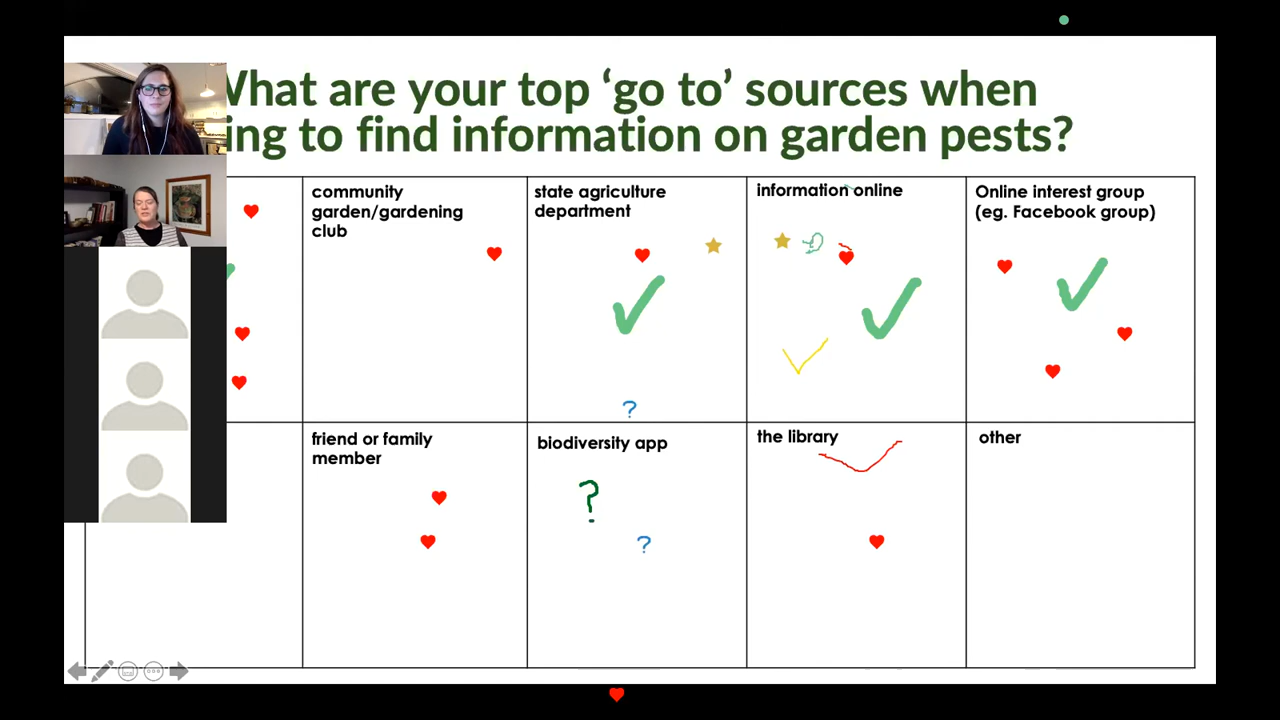 What are your top ‘go to’ sources when
ing to find information on garden pests?
community
garden/gardening
club
state agriculture
department
information online
Online interest group
(eg. Facebook group)
?
friend or family
member
biodiversity app
the library
other
?
?